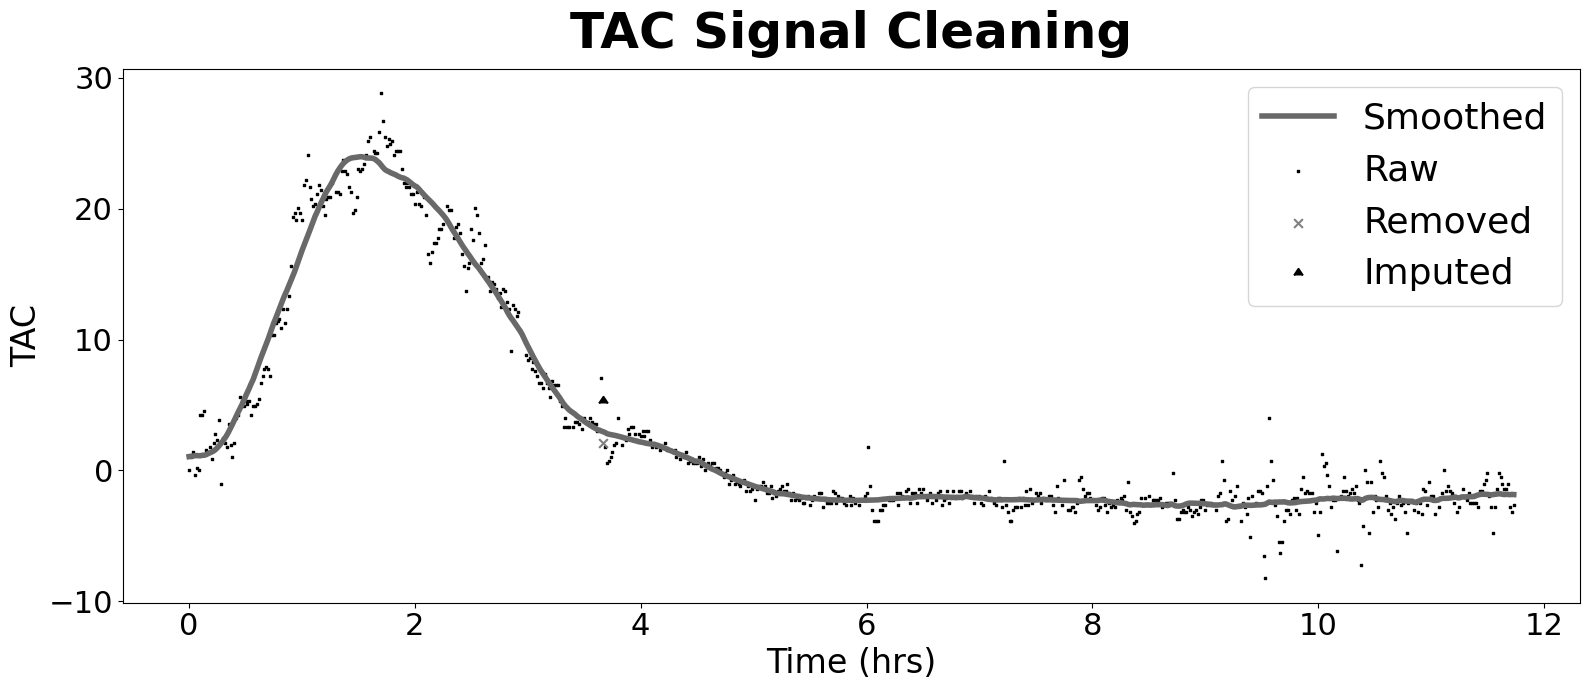 TAC Signal Cleaning
30
20
10
0
−10
TAC
Smoothed
Raw
Removed
Imputed
0 2 4 6 8 10 12
Time (hrs)